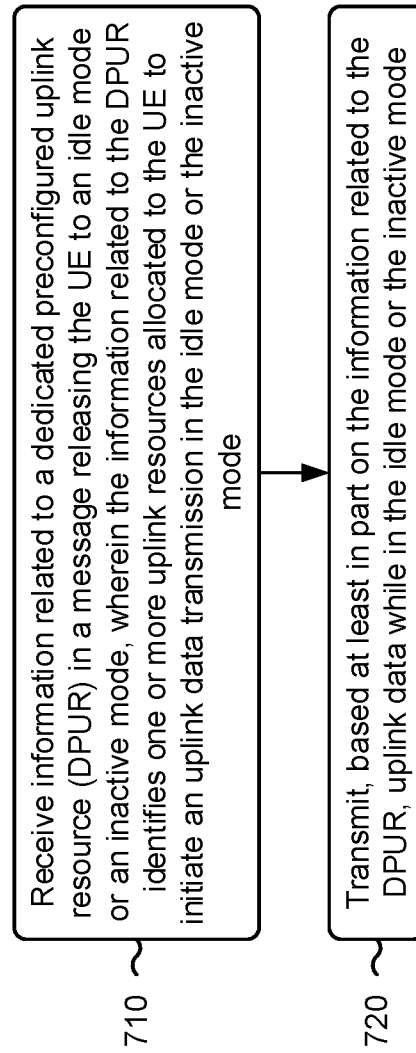 710
Receive information related to a dedicated preconfigured uplink
resource (DPUR) in a message releasing the UE to an idle mode
or an inactive mode, wherein the information related to the DPUR
identifies one or more uplink resources allocated to the UE to
initiate an uplink data transmission in the idle mode or the inactive
mode
720
Transmit, based at least in part on the information related to the
DPUR, uplink data while in the idle mode or the inactive mode